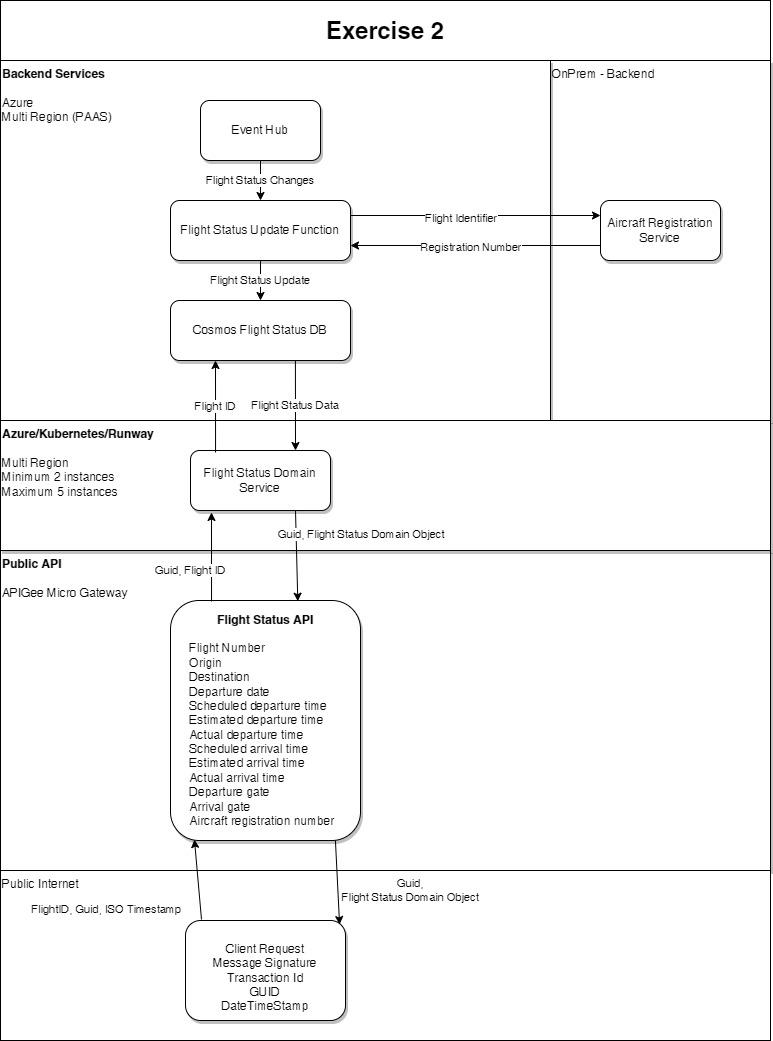 Exercise 2
Backend Services
OnPrem - Backend
Azure
Multi Region (PAAS)
Event Hub
Flight Status Changes
Flight Status Update Function
Flight Identifier
Registration Number
Aircraft Registration
Service
Flight Status Update
Cosmos Flight Status DB
Flight ID
Flight Status Data
Azure/Kubernetes/Runway
Multi Region
Minimum 2 instances
Maximum 5 instances
Flight Status Domain
Service
Guid, Flight Status Domain Object
Public API
Guid, Flight ID
APIGee Micro Gateway
Flight Status API
Flight Number
Origin
Destination
Departure date
Scheduled departure time
Estimated departure time
Actual departure time
Scheduled arrival time
Estimated arrival time
Actual arrival time
Departure gate
Arrival gate
Aircraft registration number
Public Internet
Guid,
Flight Status Domain Object
FlightID, Guid, ISO Timestamp
Client Request
Message Signature
Transaction Id
GUID
DateTimeStamp